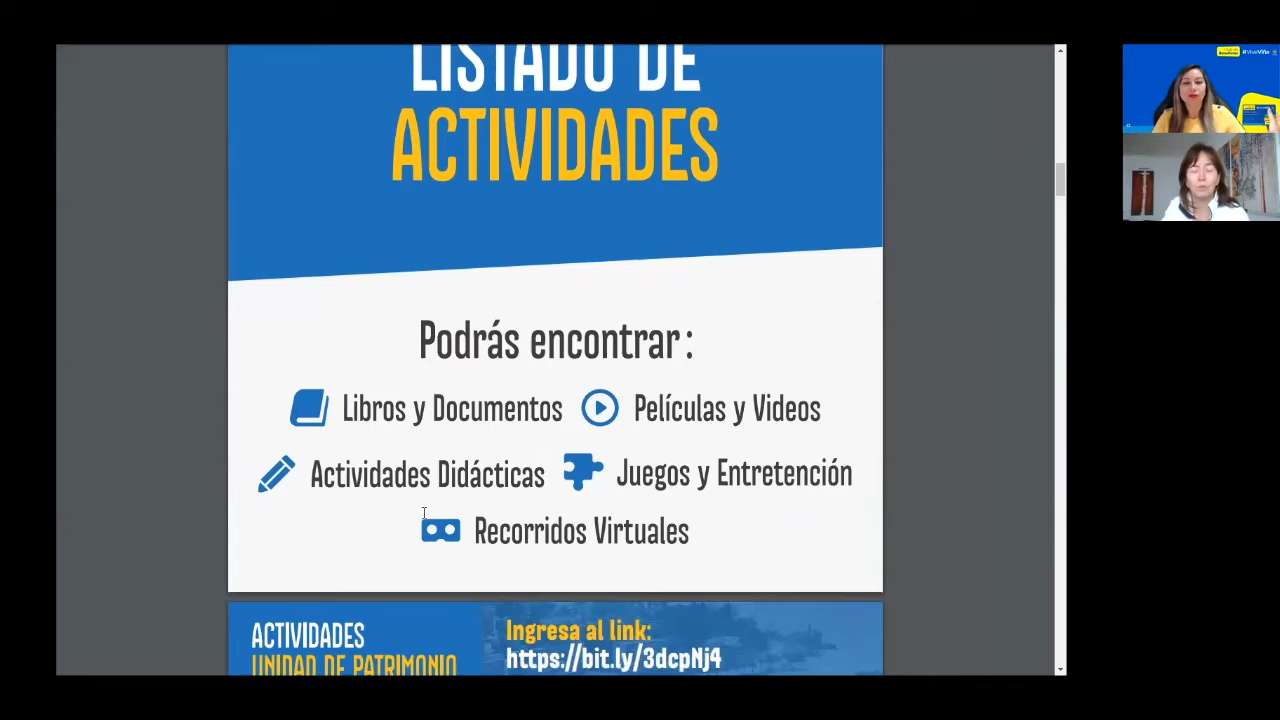 LISTADO DE
ACTIVIDADES
Podrás encontrar:
Libros y Documentos
Películas y Videos
Actividades Didácticas
Juegos y Entretención
Recorridos Virtuales
ACTIVIDADES
UNIDAD DE PATRIMONIO
Ingresa al link:
https://bit.ly/3dcpNj4
#ViveViña